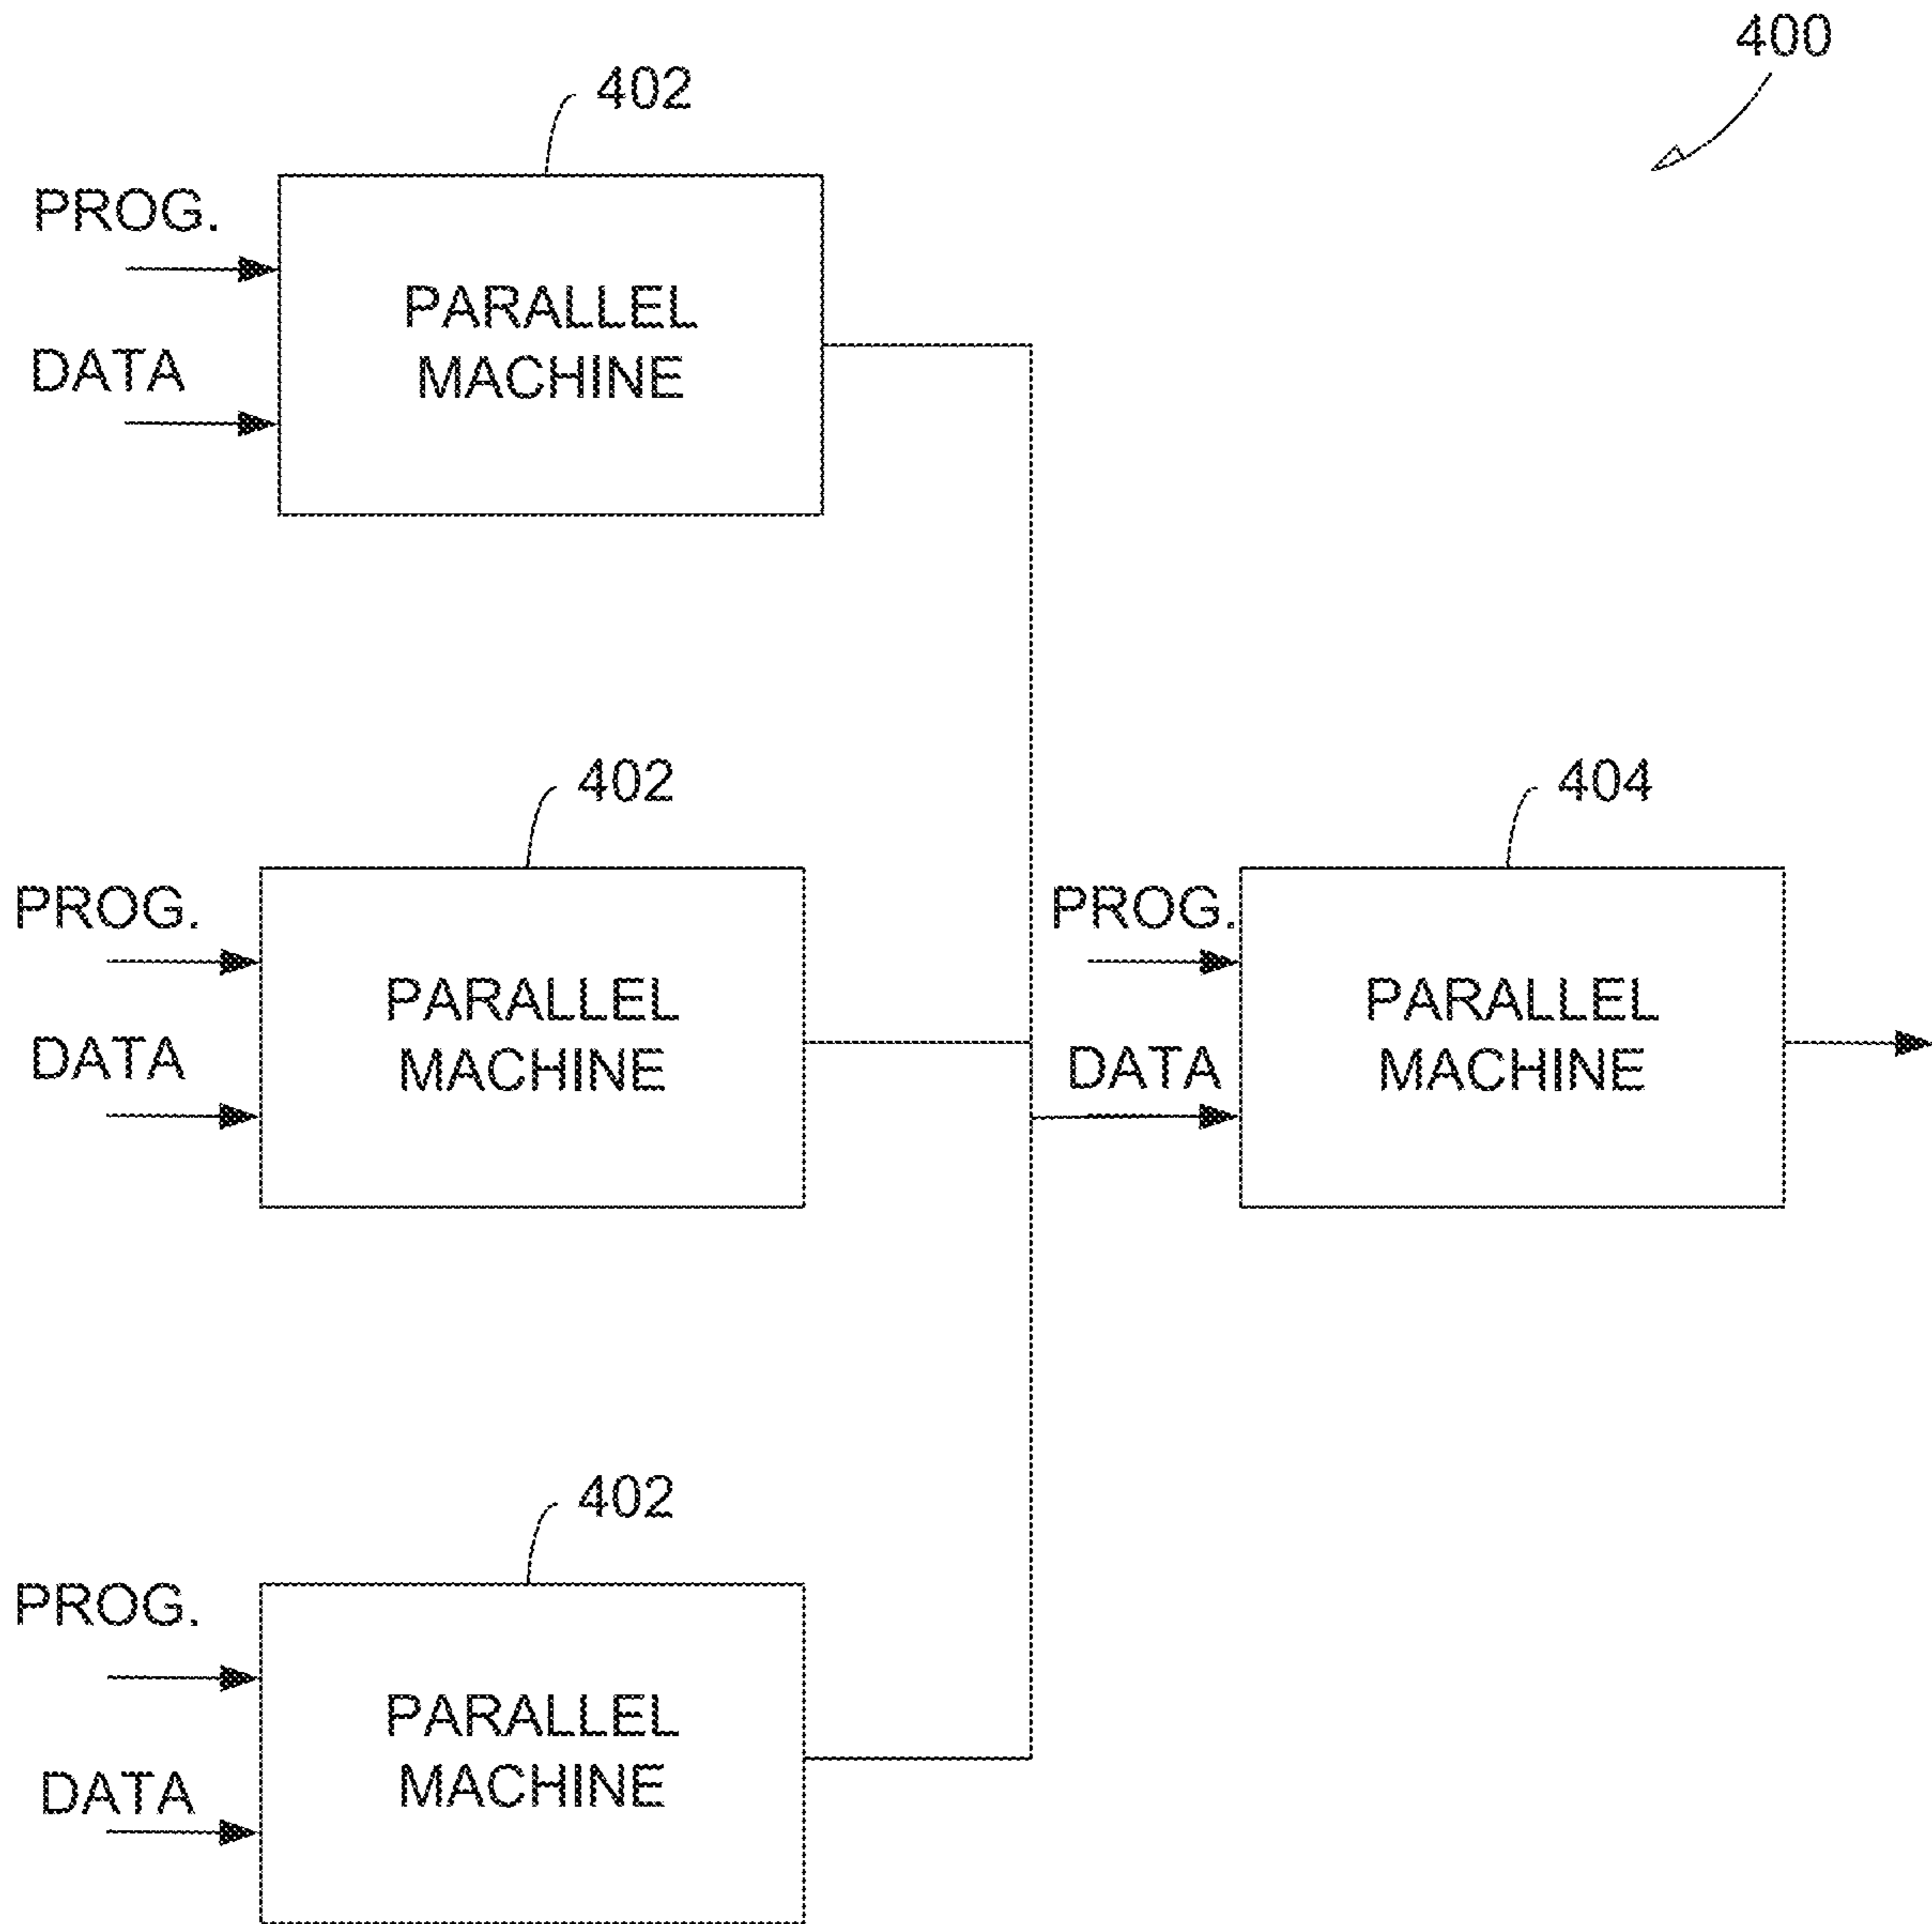 400
402
PROG.
PARALLEL
MACHINE
DATA
402
404
PROG.
PARALLEL
MACHINE
DATA
PROG.
PARALLEL
MACHINE
DATA
402
PROG.
PARALLEL
MACHINE
DATA